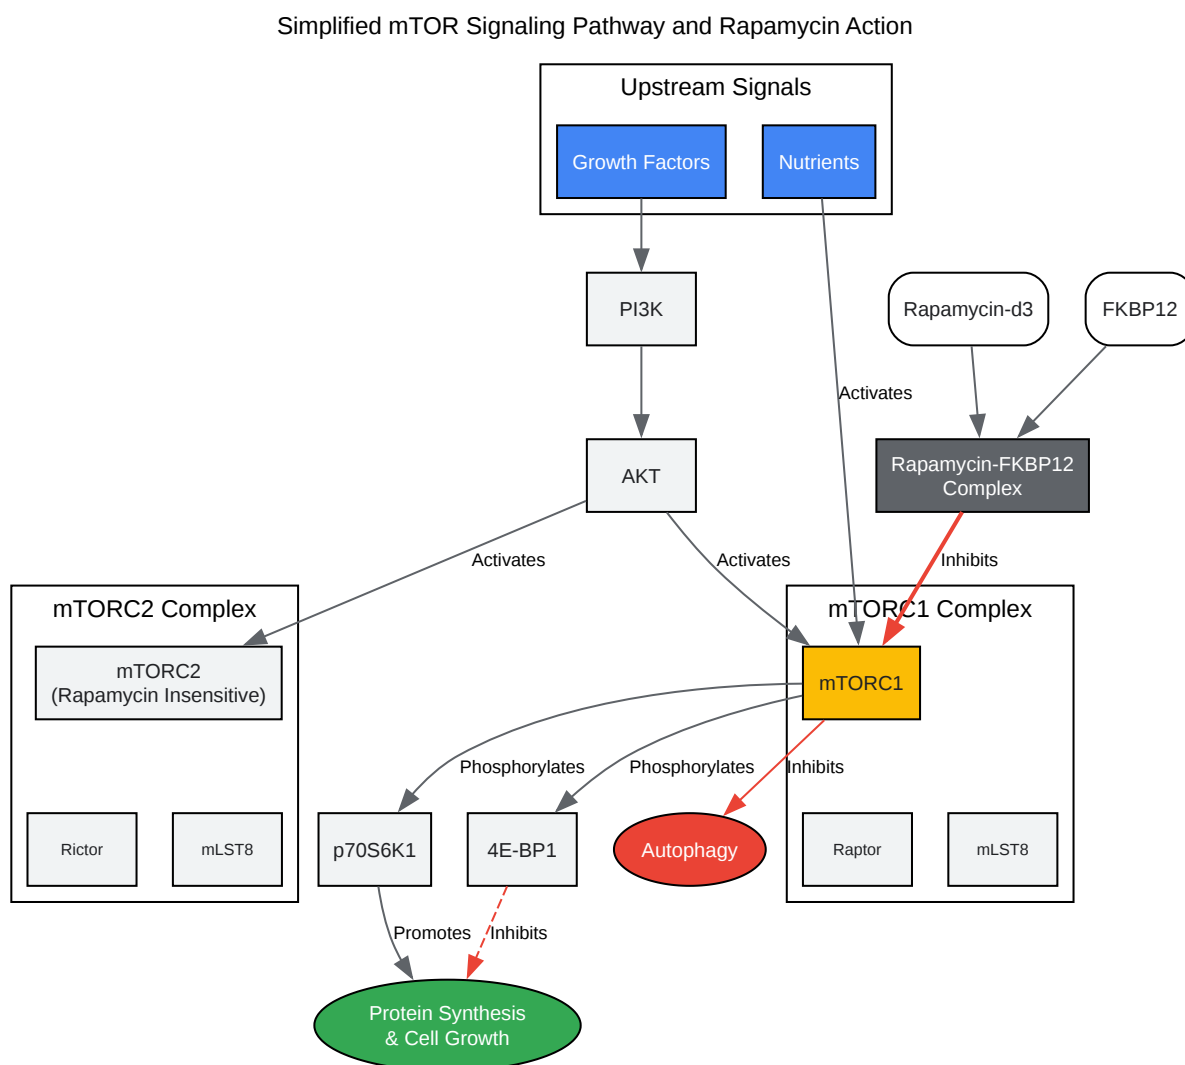 Simplified mTOR Signaling Pathway and Rapamycin Action
Upstream Signals
Growth Factors
Nutrients
PI3K
Rapamycin-d3
FKBP12
Activates
AKT
Rapamycin-FKBP12
Complex
Activates
Activates
Inhibits
mTORC2 Complex
mTORC1 Complex
mTORC2
(Rapamycin Insensitive)
mTORC1
Phosphorylates
Phosphorylates
Inhibits
Rictor
mLST8
p70S6K1
4E-BP1
Autophagy
Raptor
mLST8
Promotes
Inhibits
Protein Synthesis
& Cell Growth